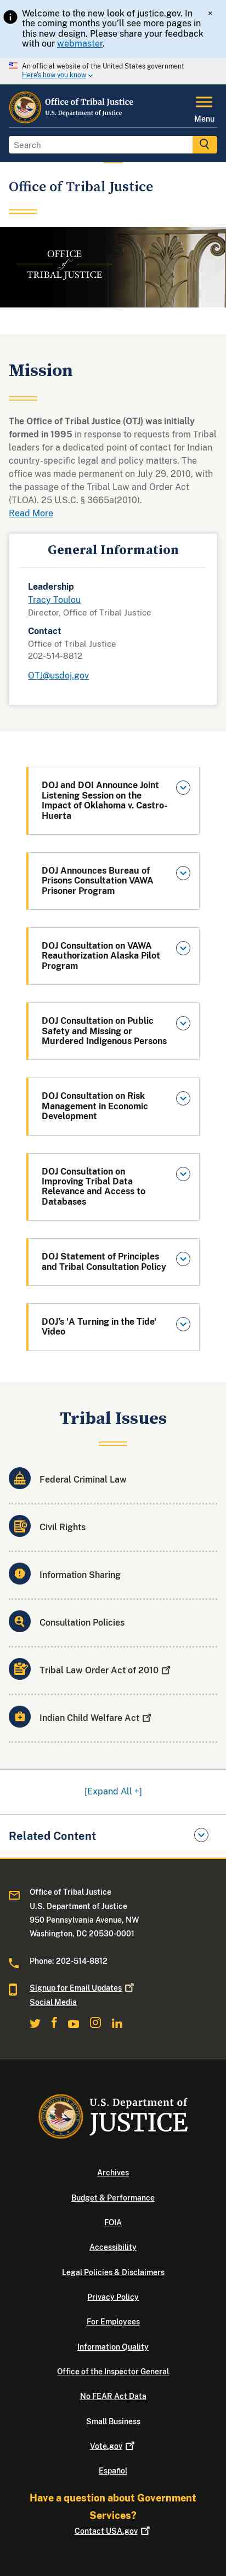 Welcome to the new look of justice.gov. In
the coming months you'll see more pages in
this new design. Please share your feedback
with our webmaster.
×
An official website of the United States government
Here's how you know
Office of Tribal Justice
U.S. Department of Justice
Menu
Search
Office of Tribal Justice
OFFICE
of
TRIBAL JUSTICE
Mission
The Office of Tribal Justice (OTJ) was initially
formed in 1995 in response to requests from Tribal
leaders for a dedicated point of contact for Indian
country-specific legal and policy matters. The office
was made permanent on July 29, 2010, with
the passage of the Tribal Law and Order Act
(TLOA). 25 U.S.C. § 3665a(2010).
Read More
General Information
Leadership
Tracy Toulou
Director, Office of Tribal Justice
Contact
Office of Tribal Justice
202-514-8812
OTJ@usdoj.gov
DOJ and DOI Announce Joint
Listening Session on the
Impact of Oklahoma v. Castro-
Huerta
DOJ Announces Bureau of
Prisons Consultation VAWA
Prisoner Program
DOJ Consultation on VAWA
Reauthorization Alaska Pilot
Program
DOJ Consultation on Public
Safety and Missing or
Murdered Indigenous Persons
DOJ Consultation on Risk
Management in Economic
Development
DOJ Consultation on
Improving Tribal Data
Relevance and Access to
Databases
DOJ Statement of Principles
and Tribal Consultation Policy
DOJ's 'A Turning in the Tide'
Video
Tribal Issues
Federal Criminal Law
Civil Rights
Information Sharing
Consultation Policies
Tribal Law Order Act of 2010
Indian Child Welfare Act
[Expand All +]
Related Content
Office of Tribal Justice
U.S. Department of Justice
950 Pennsylvania Avenue, NW
Washington, DC 20530-0001
Phone: 202-514-8812
Signup for Email Updates
Social Media
U.S. Department of
JUSTICE
Archives
Budget & Performance
FOIA
Accessibility
Legal Policies & Disclaimers
Privacy Policy
For Employees
Information Quality
Office of the Inspector General
No FEAR Act Data
Small Business
Vote.gov
Español
Have a question about Government
Services?
Contact USA.gov